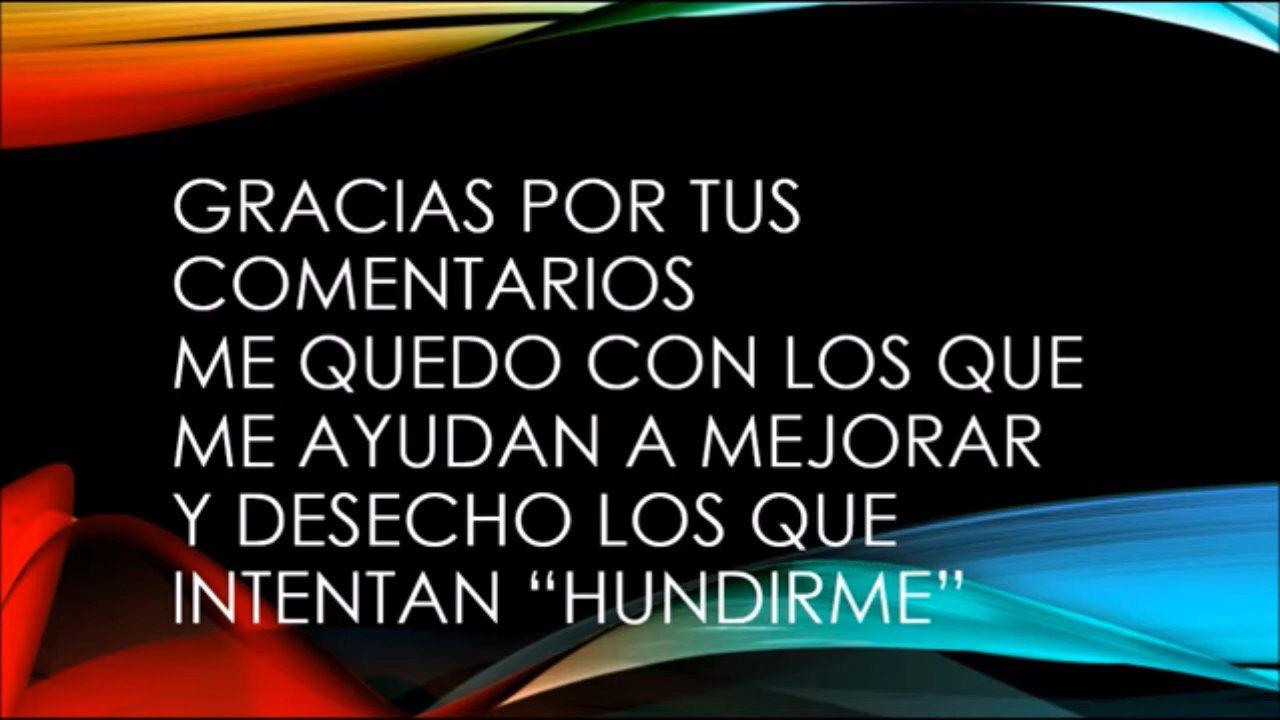 GRACIAS POR TUS
COMENTARIOS
ME QUEDO CON LOS QUE
ME AYUDAN A MEJORAR
Y DESECHO LOS QUE
INTENTAN “HUNDIRME”